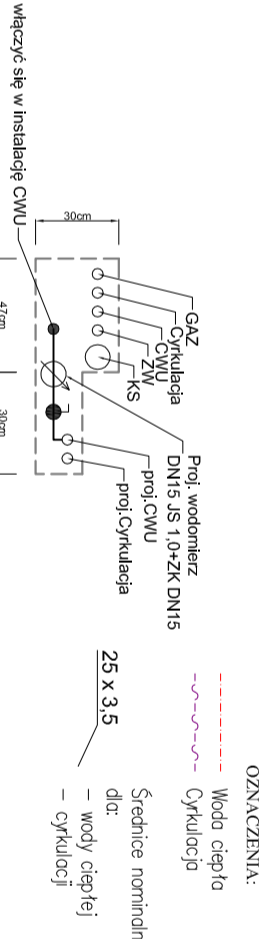 włączyć się w instalację CWU
30cm
47cm
30cm
GAZ
Cyrkulacja
CWU
ZW
KS
Proj. wodomierz
DN15 JS 1,0+ZK DN15
proj.CWU
proj.Cyrkulacja
OZNACZENIA:
Woda ciepła
Cyrkulacja
25 x 3,5
Średnice nominaln
dla:
– wody ciepłej
– cyrkulacji